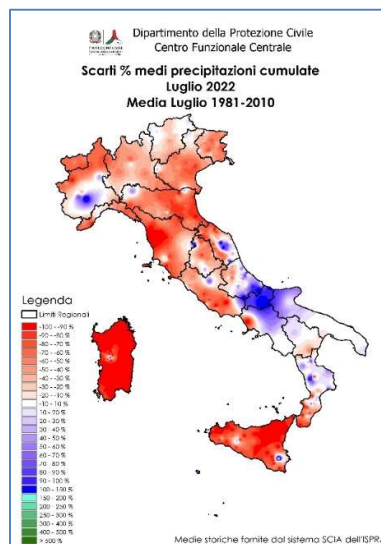 Dipartimento della Protezione Civile
Centro Funzionale Centrale
Scarti % medi precipitazioni cumulate
Luglio 2022
Media Luglio 1981-2010
Legenda
Limiti Regionali
-100 - -90 %
-90 - -80 %
-80 - -70 %
-70 - -60 %
-60 - -50 %
-50 - -40 %
-40 - -30 %
-30 - -20 %
-20 - -10 %
-10 - 10 %
10 - 20 %
20 - 30 %
30 - 40 %
40 - 50 %
50 - 60 %
60 - 70 %
70 - 80 %
80 - 90 %
90 - 100 %
100 - 150 %
150 - 200 %
200 - 250 %
250 - 300 %
300 - 400 %
400 - 500 %
> 500 %
Medie storiche fornite dal sistema SCIA dell'ISPRA